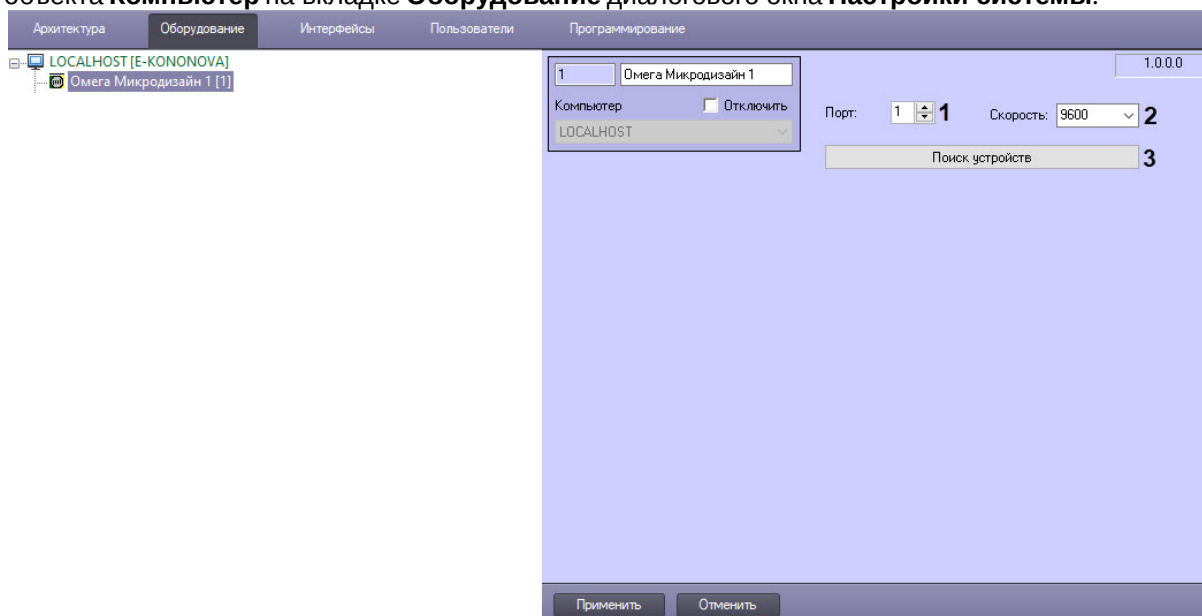 объекта Компьютер на вкладке Оборудование диалогового окна Настройки системы.
Архитектура Оборудование Интерфейсы Пользователи Программирование
LOCALHOST [E-KONONOVA]
Омега Микродизайн 1 [1]
1 Омега Микродизайн 1
1.0.0.0
Компьютер Отключить
LOCALHOST
Порт: 1 1 Скорость: 9600 2
Поиск устройств 3
Применить Отменить